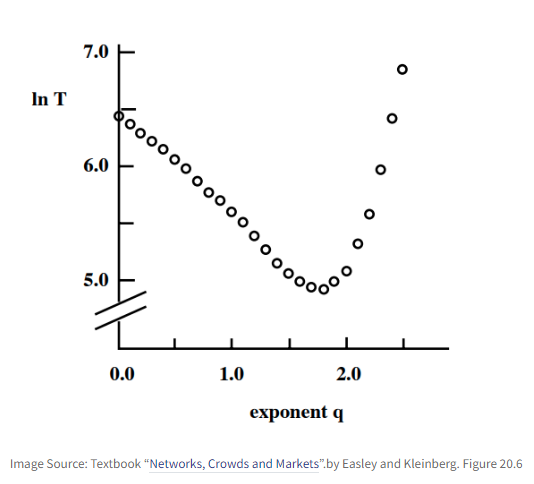 7.0
ln T
6.0
5.0
0.0 1.0 2.0
exponent q
Image Source: Textbook “Networks, Crowds and Markets”.by Easley and Kleinberg. Figure 20.6